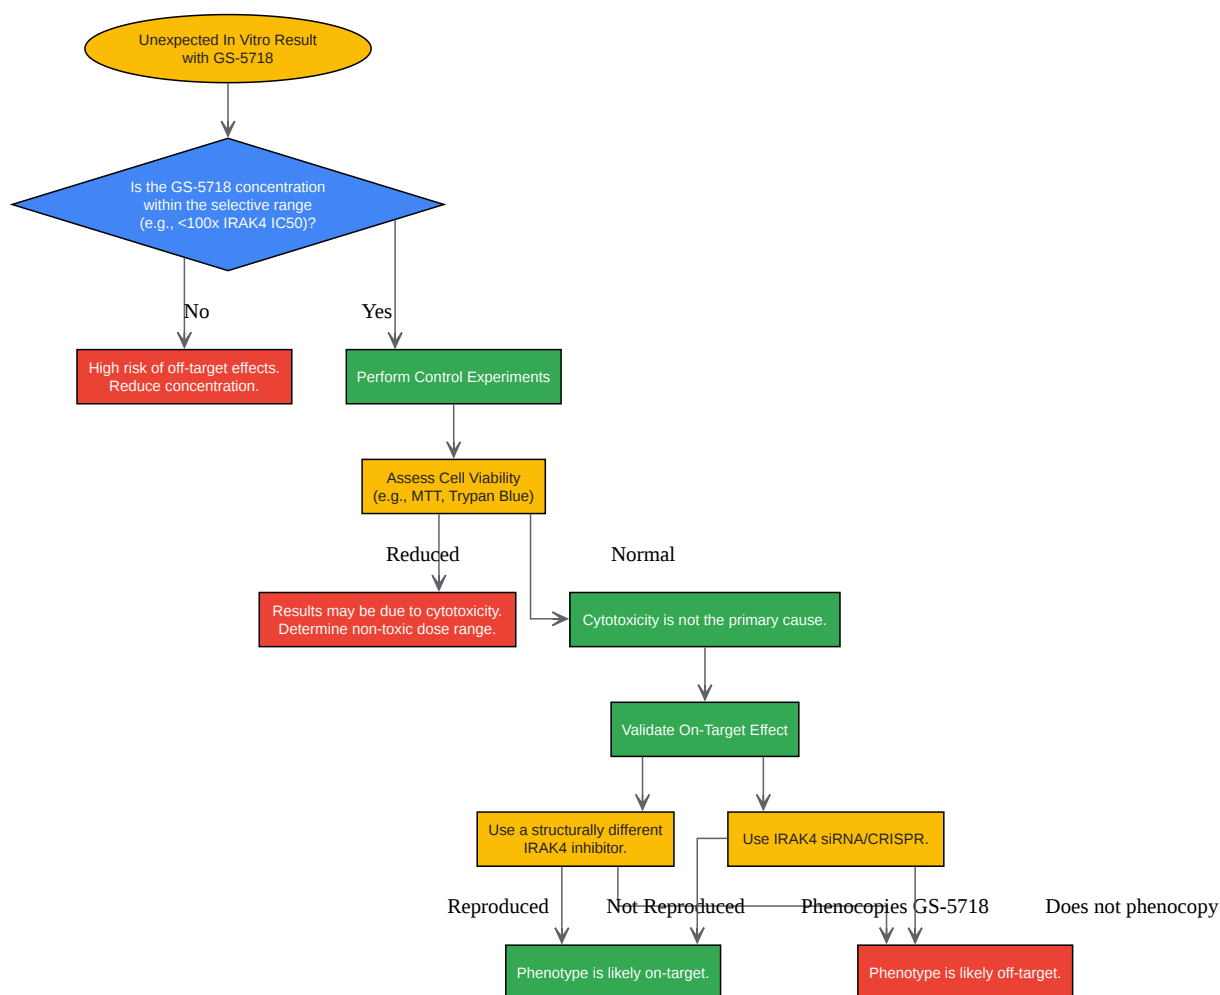 Unexpected In Vitro Result
with GS-5718
Is the GS-5718 concentration
within the selective range
(e.g., <100x IRAK4 IC50)?
No
Yes
High risk of off-target effects.
Reduce concentration.
Perform Control Experiments
Assess Cell Viability
(e.g., MTT, Trypan Blue)
Reduced
Normal
Results may be due to cytotoxicity.
Determine non-toxic dose range.
Cytotoxicity is not the primary cause.
Validate On-Target Effect
Use a structurally different
IRAK4 inhibitor.
Use IRAK4 siRNA/CRISPR.
Reproduced
Not Reproduced
Phenocopies GS-5718
Does not phenocopy
Phenotype is likely on-target.
Phenotype is likely off-target.